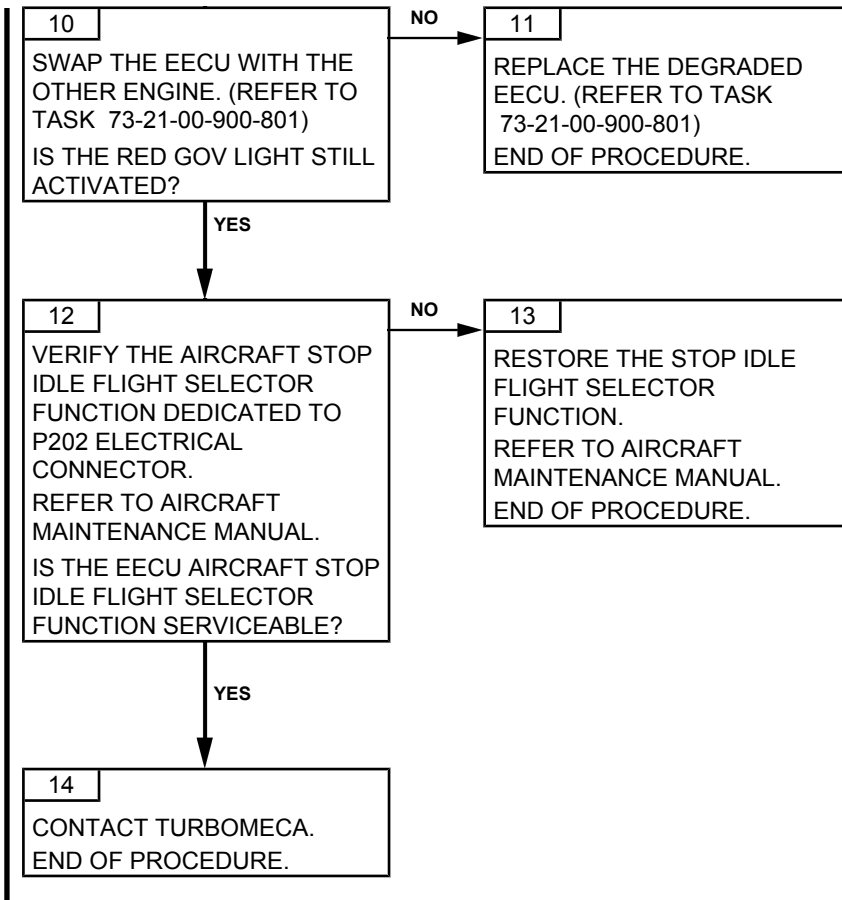 10
SWAP THE EECU WITH THE
OTHER ENGINE. (REFER TO
TASK 73-21-00-900-801)
IS THE RED GOV LIGHT STILL
ACTIVATED?
NO
11
REPLACE THE DEGRADED
EECU. (REFER TO TASK
73-21-00-900-801)
END OF PROCEDURE.
YES
12
VERIFY THE AIRCRAFT STOP
IDLE FLIGHT SELECTOR
FUNCTION DEDICATED TO
P202 ELECTRICAL
CONNECTOR.
REFER TO AIRCRAFT
MAINTENANCE MANUAL.
IS THE EECU AIRCRAFT STOP
IDLE FLIGHT SELECTOR
FUNCTION SERVICEABLE?
NO
13
RESTORE THE STOP IDLE
FLIGHT SELECTOR
FUNCTION.
REFER TO AIRCRAFT
MAINTENANCE MANUAL.
END OF PROCEDURE.
YES
14
CONTACT TURBOMECA.
END OF PROCEDURE.